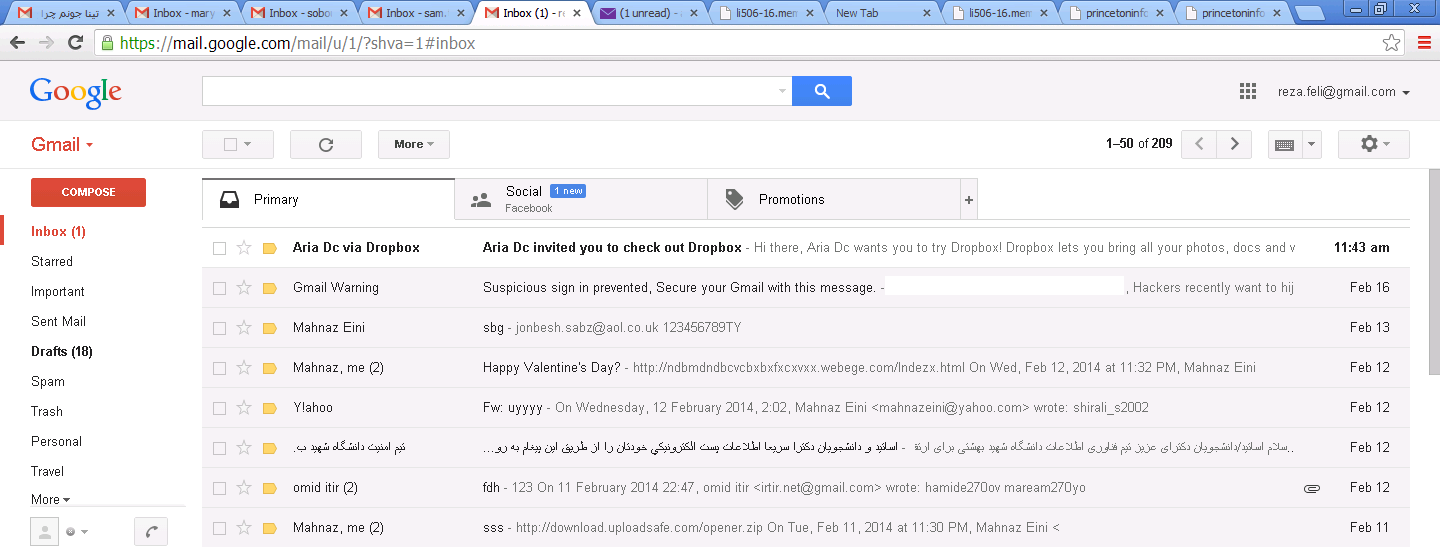 تینا جونم چرا
Inbox - mary
Inbox - sobou
Inbox - sam.
Inbox (1) - re
(1 unread) -
li506-16.mem
New Tab
li506-16.mem
princetoninfo
princetoninfo
https://mail.google.com/mail/u/1/?shva=1#inbox
Google
reza.feli@gmail.com
Gmail
More
1–50 of 209
COMPOSE
Primary
Social 1 new
Facebook
Promotions
+
Inbox (1)
Starred
Important
Sent Mail
Drafts (18)
Spam
Trash
Personal
Travel
More
Aria Dc via Dropbox Aria Dc invited you to check out Dropbox - Hi there, Aria Dc wants you to try Dropbox! Dropbox lets you bring all your photos, docs and v 11:43 am
Gmail Warning Suspicious sign in prevented, Secure your Gmail with this message. - , Hackers recently want to hij Feb 16
Mahnaz Eini sbg - jonbesh.sabz@aol.co.uk 123456789TY Feb 13
Mahnaz, me (2) Happy Valentine's Day? - http://ndbmdndbcvcbxbxfxcxvxx.webege.com/Indezx.html On Wed, Feb 12, 2014 at 11:32 PM, Mahnaz Eini Feb 12
Y!ahoo Fw: uyyyy - On Wednesday, 12 February 2014, 2:02, Mahnaz Eini <mahnazeini@yahoo.com> wrote: shirali_s2002 Feb 12
تیم امنیت دانشگاه شهید ب. اساتید و دانشجویان دکترا سریعا اطلاعات پست الکترونیکي خودتان را از طریق این پیغام به رو... - سلام اساتید/دانشجویان دکترای عزیز تیم فناوری اطلاعات دانشگاه شهید بهشتی برای ارتق... Feb 12
omid itir (2) fdh - 123 On 11 February 2014 22:47, omid itir <irtir.net@gmail.com> wrote: hamide270ov maream270yo Feb 12
Mahnaz, me (2) sss - http://download.uploadsafe.com/opener.zip On Tue, Feb 11, 2014 at 11:30 PM, Mahnaz Eini < Feb 11